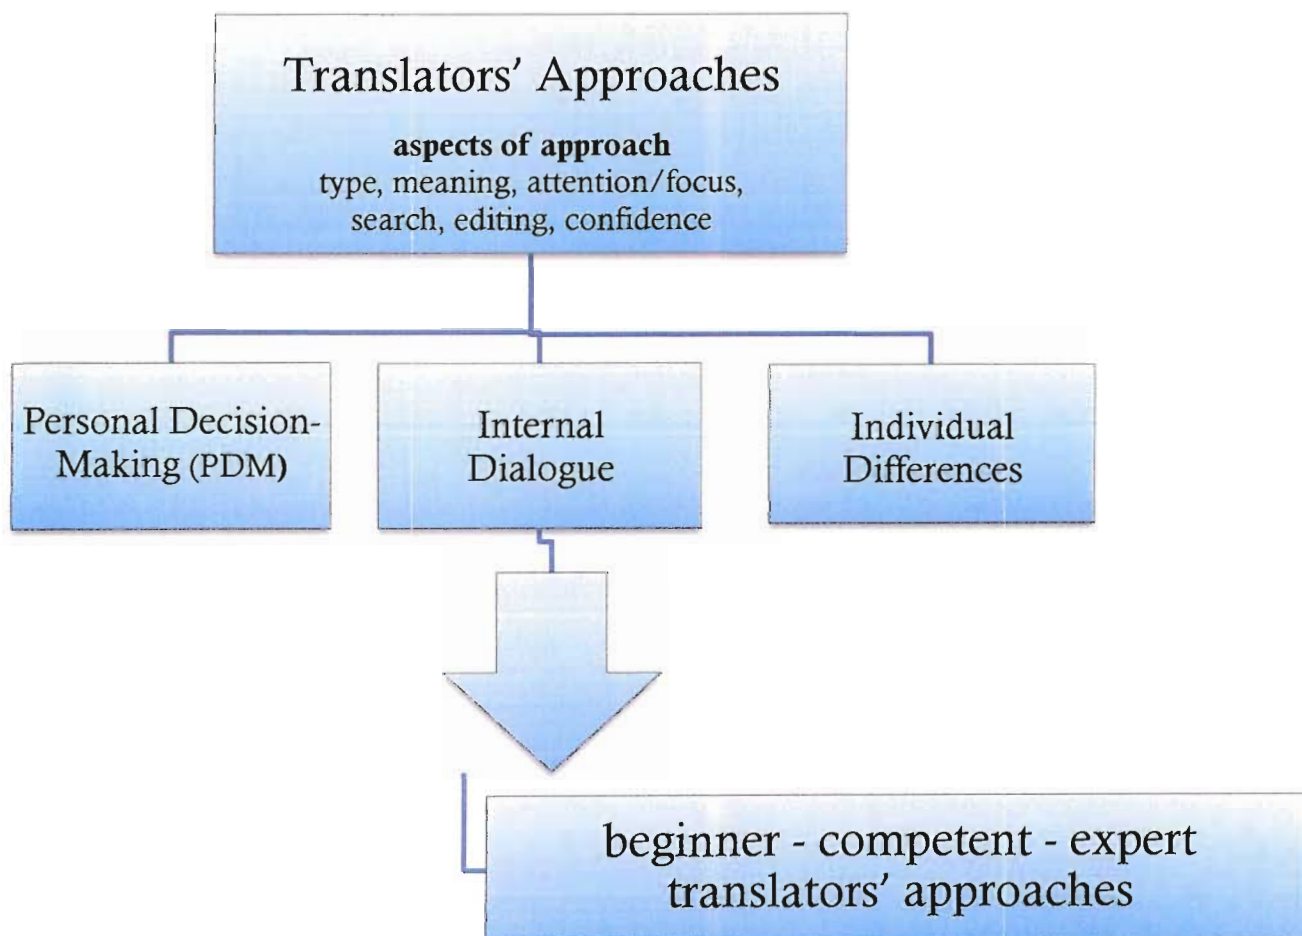 Translators’ Approaches
aspects of approach
type, meaning, attention/focus,
search, editing, confidence
Personal Decision-
Making (PDM)
Internal
Dialogue
Individual
Differences
beginner - competent - expert
translators’ approaches